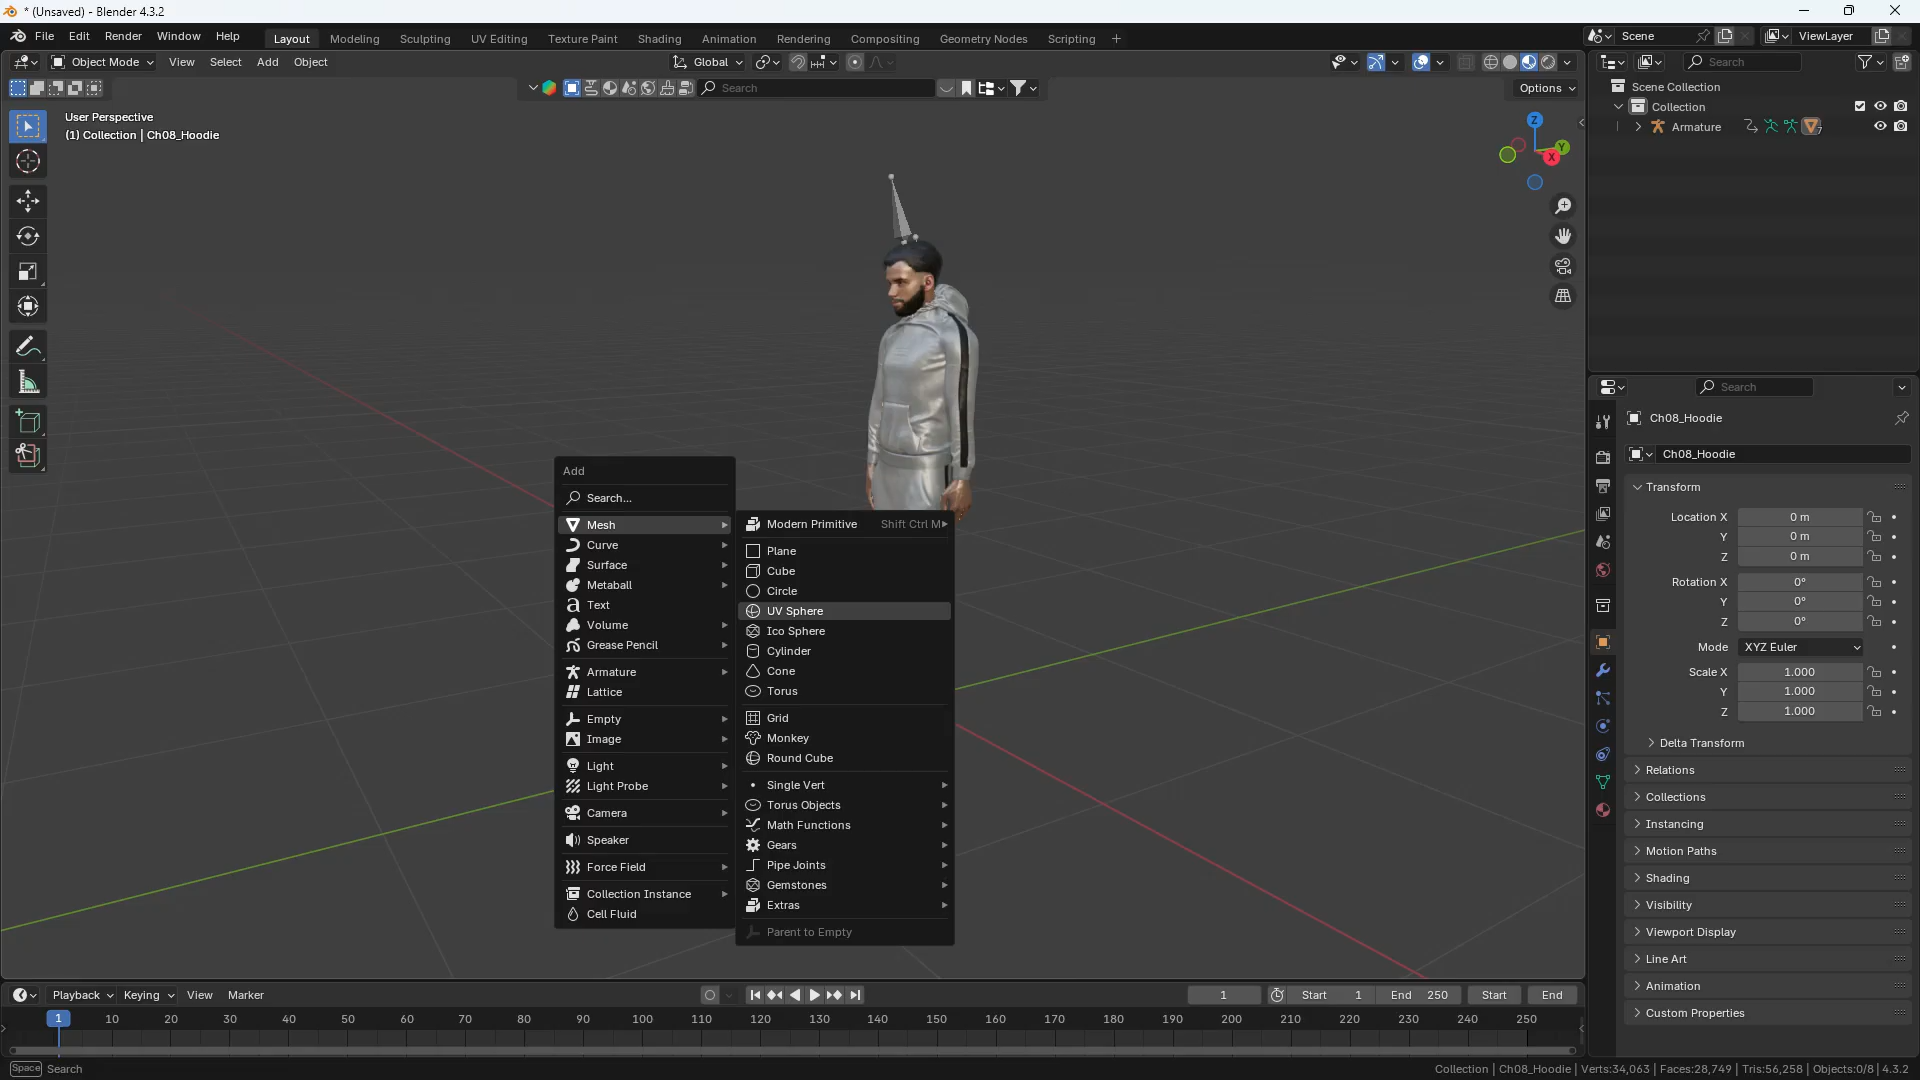 * (Unsaved) - Blender 4.3.2
File Edit Render Window Help
Layout Modeling Sculpting UV Editing Texture Paint Shading Animation Rendering Compositing Geometry Nodes Scripting +
Scene
ViewLayer
Object Mode View Select Add Object
Global
Search
Search
Options
User Perspective
(1) Collection | Ch08_Hoodie
Z
Y
X
Scene Collection
Collection
Armature
7
Add
Search...
Mesh
Curve
Surface
Metaball
Text
Volume
Grease Pencil
Armature
Lattice
Empty
Image
Light
Light Probe
Camera
Speaker
Force Field
Collection Instance
Cell Fluid
Modern Primitive Shift Ctrl M
Plane
Cube
Circle
UV Sphere
Ico Sphere
Cylinder
Cone
Torus
Grid
Monkey
Round Cube
Single Vert
Torus Objects
Math Functions
Gears
Pipe Joints
Gemstones
Extras
Parent to Empty
Search
Ch08_Hoodie
Ch08_Hoodie
Transform
Location X 0 m
Y 0 m
Z 0 m
Rotation X 0°
Y 0°
Z 0°
Mode XYZ Euler
Scale X 1.000
Y 1.000
Z 1.000
Delta Transform
Relations
Collections
Instancing
Motion Paths
Shading
Visibility
Viewport Display
Line Art
Animation
Custom Properties
Playback Keying View Marker
1
Start 1 End 250
Start End
1 10 20 30 40 50 60 70 80 90 100 110 120 130 140 150 160 170 180 190 200 210 220 230 240 250
Space Search
Collection | Ch08_Hoodie | Verts:34,063 | Faces:28,749 | Tris:56,258 | Objects:0/8 | 4.3.2